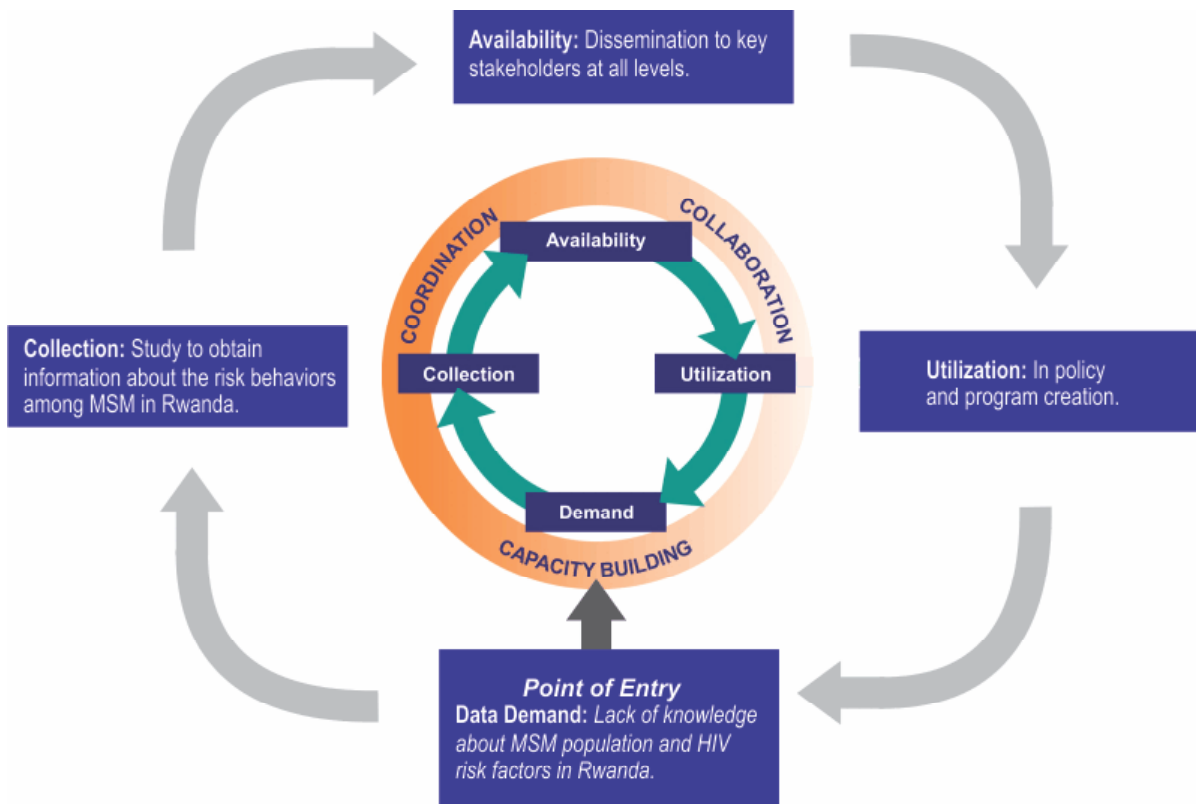 Availability: Dissemination to key
stakeholders at all levels.
COORDINATION
COLLABORATION
Availability
Collection: Study to obtain
information about the risk behaviors
among MSM in Rwanda.
Collection
Utilization
Utilization: In policy
and program creation.
Demand
CAPACITY BUILDING
Point of Entry
Data Demand: Lack of knowledge
about MSM population and HIV
risk factors in Rwanda.